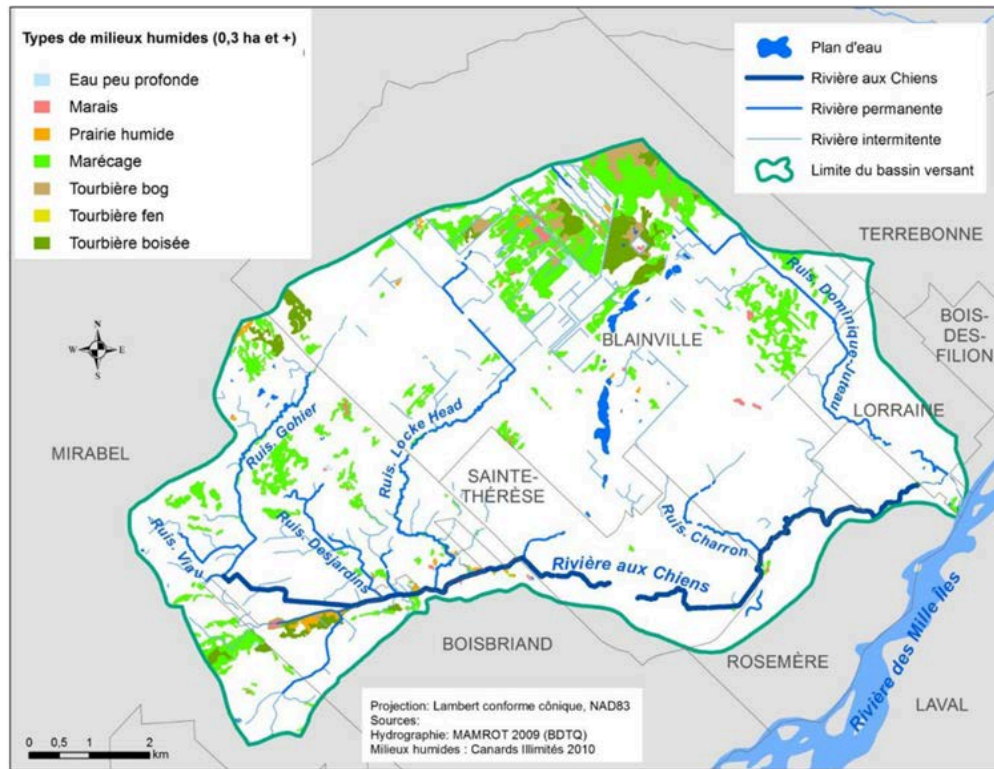 Types de milieux humides (0,3 ha et +)
Eau peu profonde
Marais
Prairie humide
Marécage
Tourbière bog
Tourbière fen
Tourbière boisée
Plan d'eau
Rivière aux Chiens
Rivière permanente
Rivière intermitente
Limite du bassin versant
TERREBONNE
Ruis. Dominique-Juteau
BOIS-
DES-
FILION
BLAINVILLE
LORRAINE
N
W
E
S
MIRABEL
Ruis. Gohier
Ruis. Locke Head
SAINTE-
THÉRÈSE
Ruis. Viau
Ruis. Desjardins
Ruis. Charron
Rivière aux Chiens
BOISBRIAND
ROSEMÈRE
Rivière des Mille Îles
LAVAL
Projection: Lambert conforme cônique, NAD83
Sources:
Hydrographie: MAMROT 2009 (BDTQ)
Milieux humides : Canards Illimités 2010
0 0,5 1 2
km